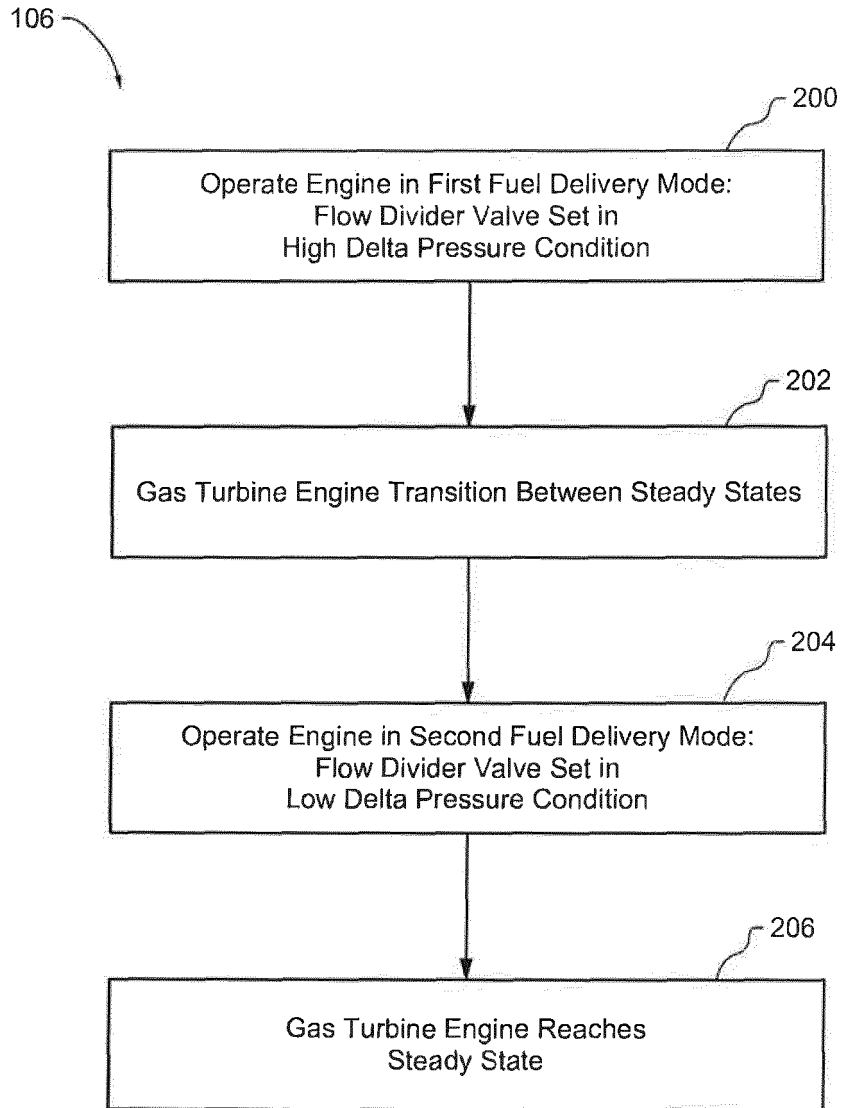 106
200
Operate Engine in First Fuel Delivery Mode:
Flow Divider Valve Set in
High Delta Pressure Condition
202
Gas Turbine Engine Transition Between Steady States
204
Operate Engine in Second Fuel Delivery Mode:
Flow Divider Valve Set in
Low Delta Pressure Condition
206
Gas Turbine Engine Reaches
Steady State